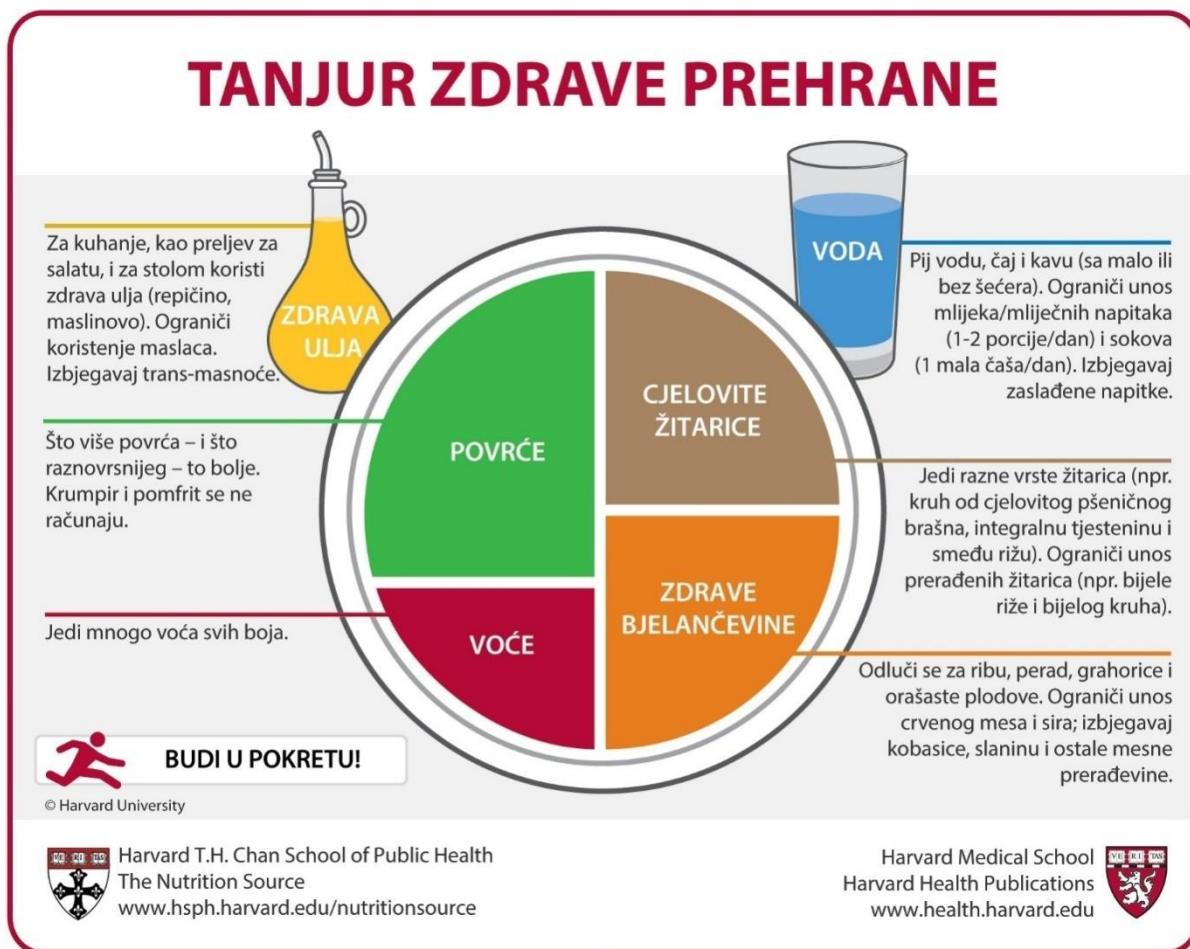 TANJUR ZDRAVE PREHRANE
Za kuhanje, kao preljev za
salatu, i za stolom koristi
zdrava ulja (repičino,
maslinovo). Ograniči
koristenje maslaca.
Izbjegavaj trans-masnoće.
ZDRAVA
ULJA
Što više povrća – i što
raznovrsnijeg – to bolje.
Krumpir i pomfrit se ne
računaju.
Jedi mnogo voća svih boja.
POVRĆE
VOĆE
CJELOVITE
ŽITARICE
ZDRAVE
BJELANČEVINE
VODA
Pij vodu, čaj i kavu (sa malo ili
bez šećera). Ograniči unos
mlijeka/mliječnih napitaka
(1-2 porcije/dan) i sokova
(1 mala čaša/dan). Izbjegavaj
zaslađene napitke.
Jedi razne vrste žitarica (npr.
kruh od cjelovitog pšeničnog
brašna, integralnu tjesteninu i
smeđu rižu). Ograniči unos
prerađenih žitarica (npr. bijele
riže i bijelog kruha).
Odluči se za ribu, perad, grahorice i
orašaste plodove. Ograniči unos
crvenog mesa i sira; izbjegavaj
kobasice, slaninu i ostale mesne
prerađevine.
BUDI U POKRETU!
© Harvard University
VE RI TAS
Harvard T.H. Chan School of Public Health
The Nutrition Source
www.hsph.harvard.edu/nutritionsource
Harvard Medical School
Harvard Health Publications
www.health.harvard.edu
VE RI TAS